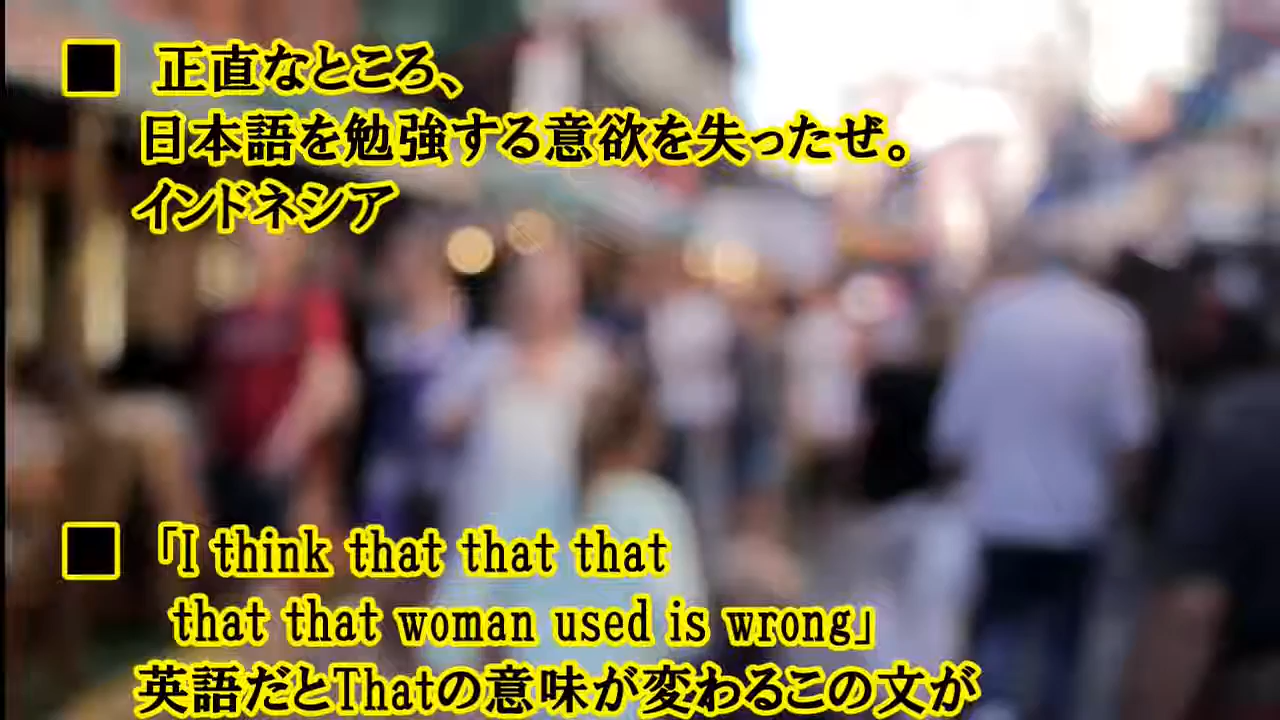 ■ 正直なところ、
日本語を勉強する意欲を失ったぜ。
インドネシア
■ 「I think that that that
that that woman used is wrong」
英語だとThatの意味が変わるこの文が